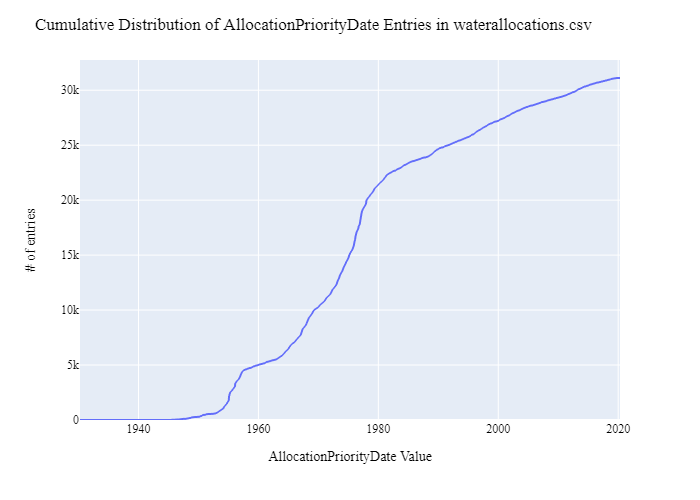 Cumulative Distribution of AllocationPriorityDate Entries in waterallocations.csv
30k
25k
20k
15k
10k
5k
0
# of entries
1940
1960
1980
2000
2020
AllocationPriorityDate Value